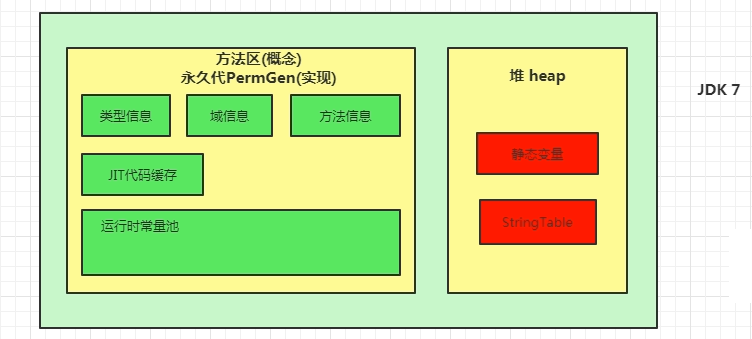 方法区(概念)
永久代PermGen(实现)
类型信息
域信息
方法信息
JIT代码缓存
运行时常量池
堆 heap
静态变量
StringTable
JDK 7